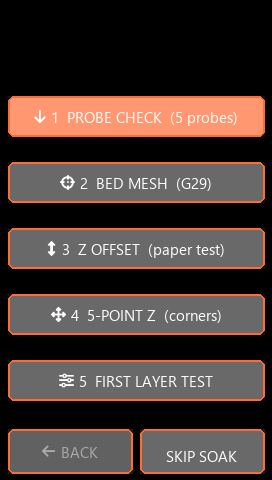 1 PROBE CHECK (5 probes)
2 BED MESH (G29)
3 Z OFFSET (paper test)
4 5-POINT Z (corners)
5 FIRST LAYER TEST
BACK
SKIP SOAK